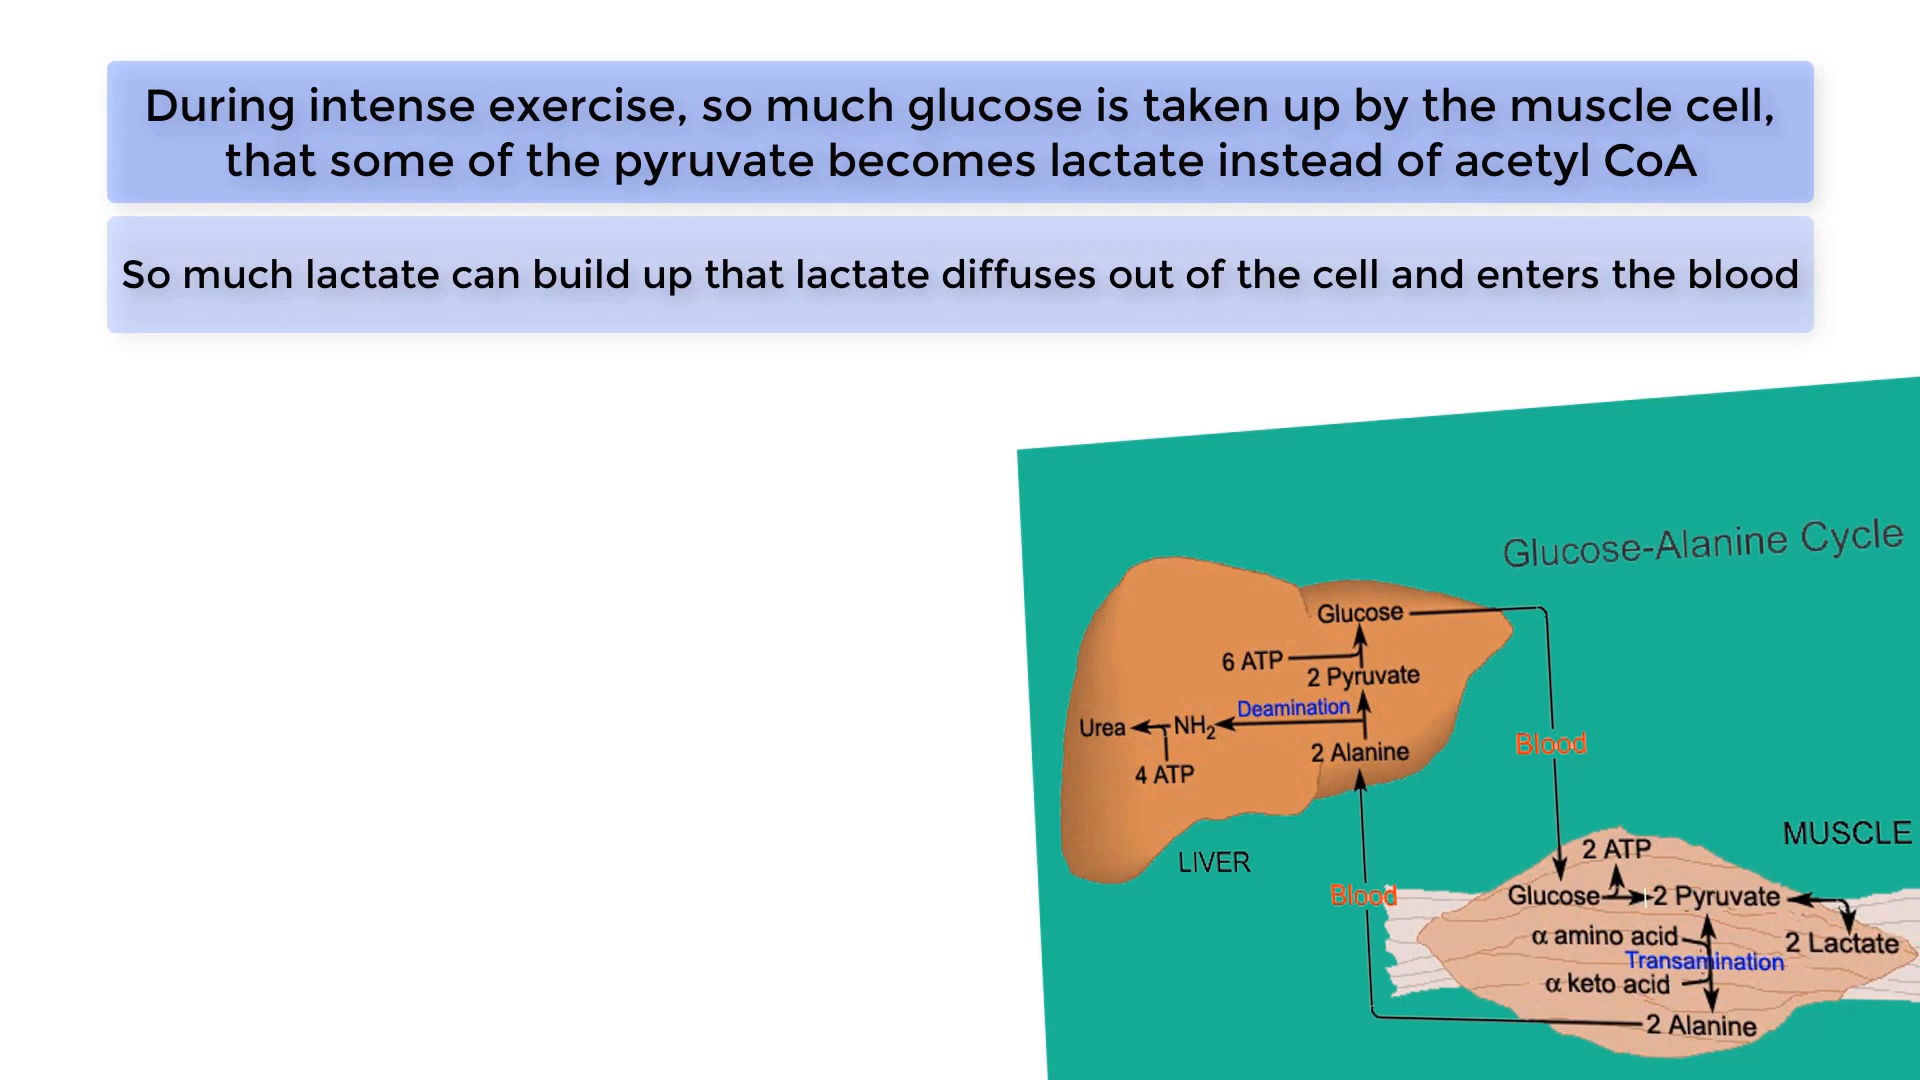 During intense exercise, so much glucose is taken up by the muscle cell,
that some of the pyruvate becomes lactate instead of acetyl CoA
So much lactate can build up that lactate diffuses out of the cell and enters the blood
Glucose-Alanine Cycle
Glucose
6 ATP
2 Pyruvate
Deamination
Urea
NH2
2 Alanine
4 ATP
LIVER
Blood
Blood
MUSCLE
2 ATP
Glucose
2 Pyruvate
α amino acid
2 Lactate
Transamination
α keto acid
2 Alanine